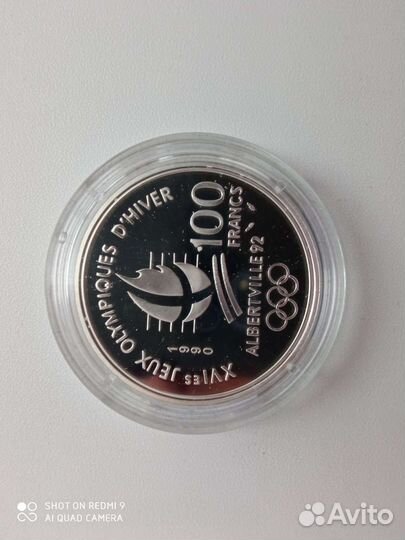 XVIES JEUX OLYMPIQUES D'HIVER
1990
100
FRANCS
ALBERTVILLE 92
SHOT ON REDMI 9
AI QUAD CAMERA
Avito